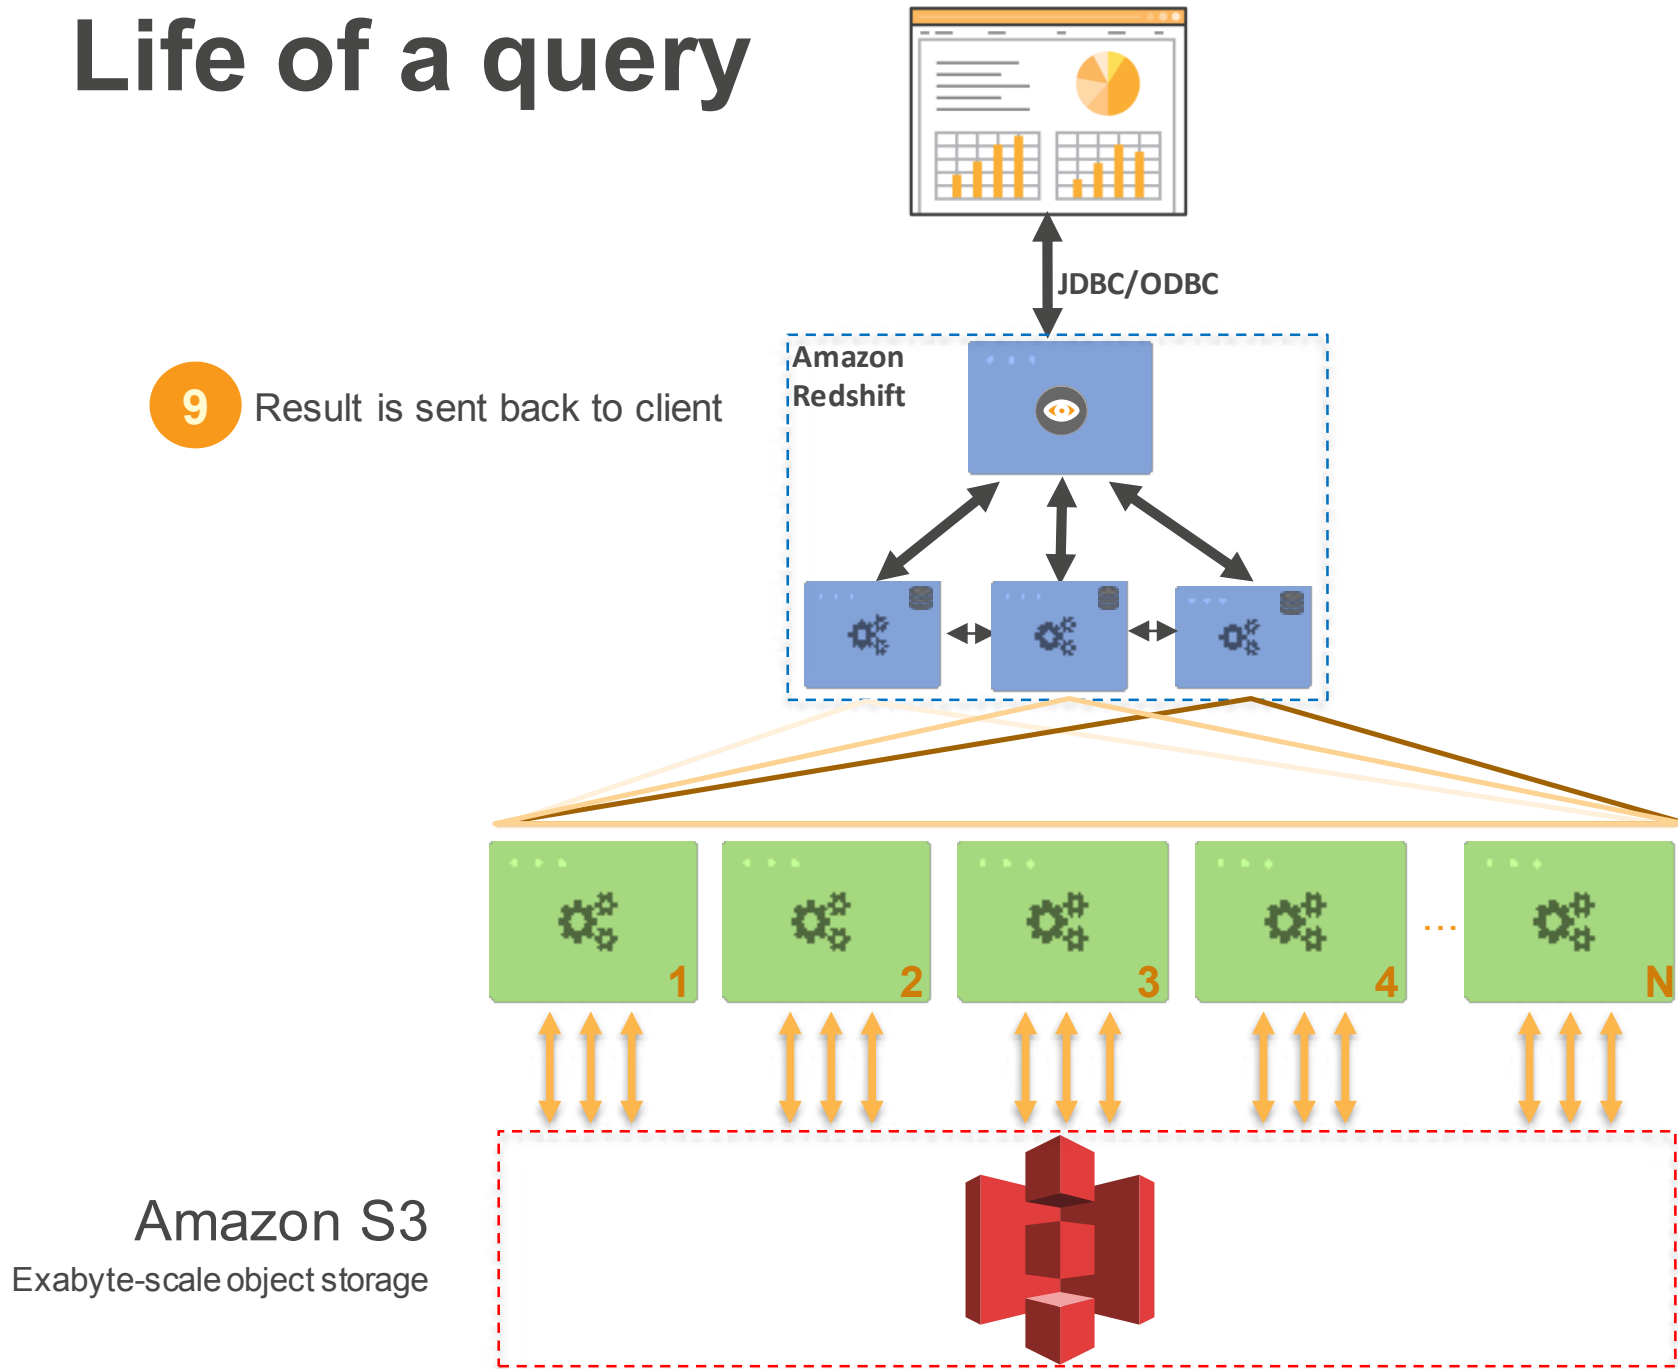 Life of a query
JDBC/ODBC
Amazon
Redshift
9
Result is sent back to client
1
2
3
4
...
N
Amazon S3
Exabyte-scale object storage